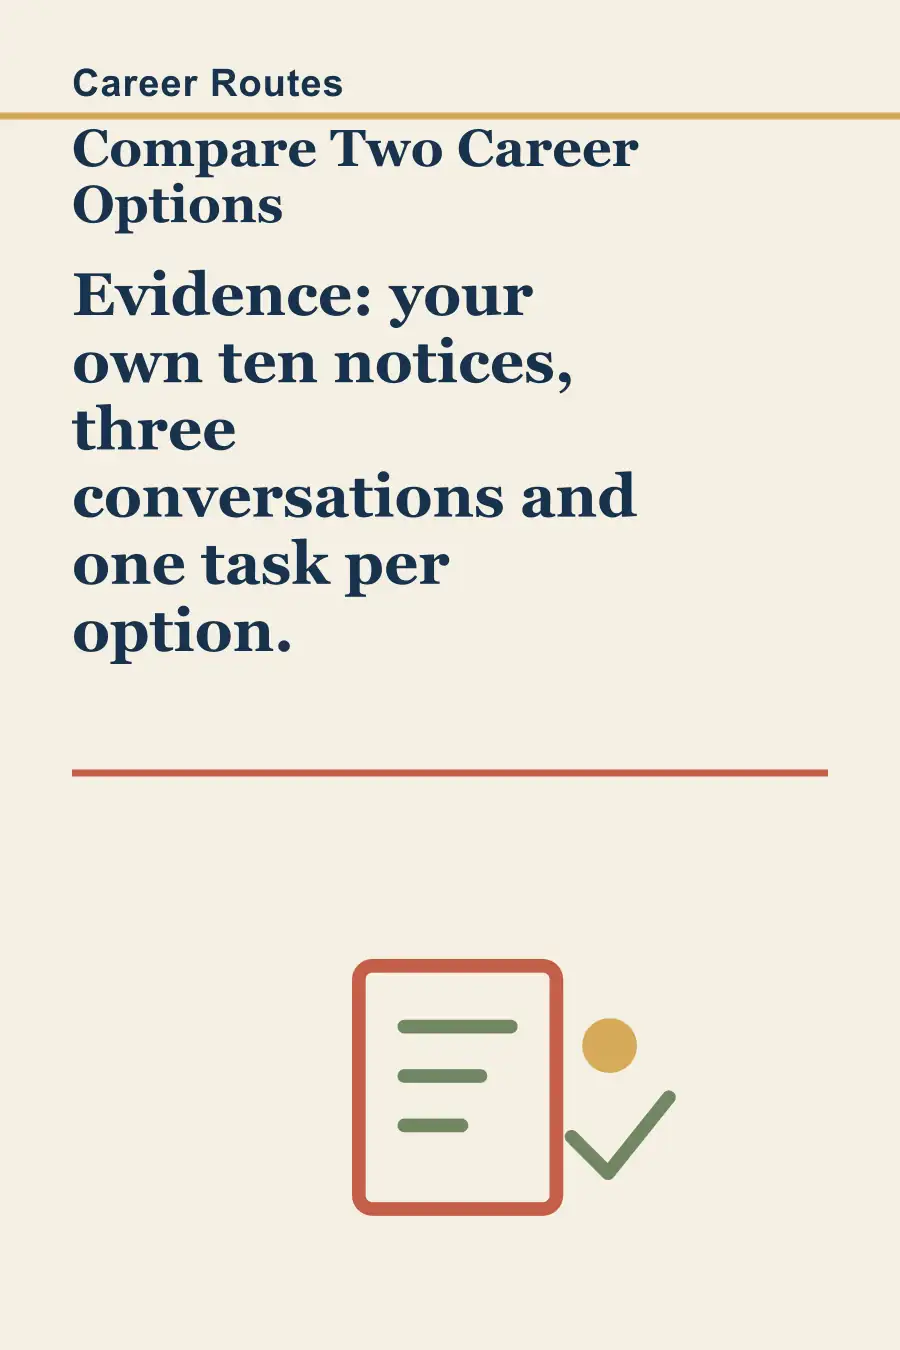 Career Routes
Compare Two Career
Options
Evidence: your
own ten notices,
three
conversations and
one task per
option.